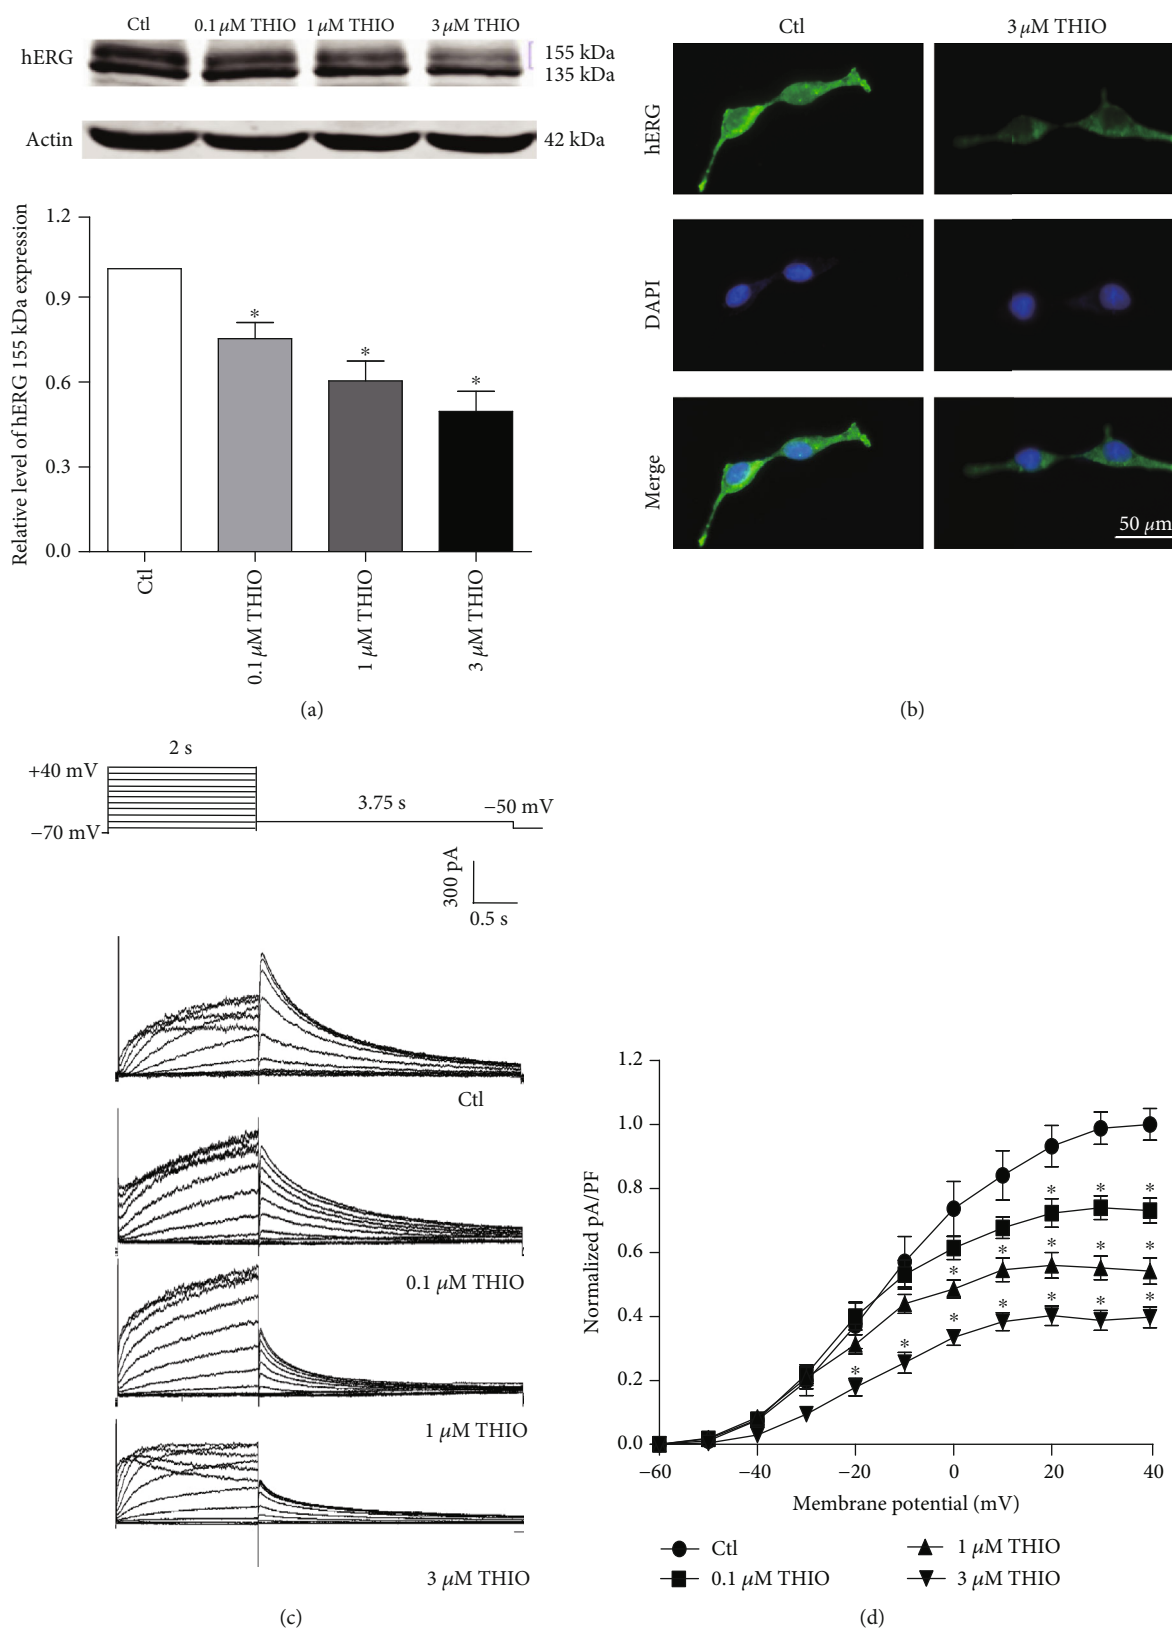 Ctl
0.1 μM THIO
1 μM THIO
3 μM THIO
hERG
155 kDa
135 kDa
Actin
42 kDa
Relative level of hERG 155 kDa expression
1.2
0.9
0.6
0.3
0.0
*
*
*
Ctl
0.1 μM THIO
1 μM THIO
3 μM THIO
(a)
Ctl
3 μM THIO
hERG
DAPI
Merge
50 μm
(b)
2 s
+40 mV
3.75 s
−50 mV
−70 mV
300 pA
0.5 s
Ctl
0.1 μM THIO
1 μM THIO
3 μM THIO
(c)
Normalized pA/PF
1.2
1.0
0.8
0.6
0.4
0.2
0.0
* * *
* * * * *
* * * * * * *
−60
−40
−20
0
20
40
Membrane potential (mV)
Ctl
0.1 μM THIO
1 μM THIO
3 μM THIO
(d)